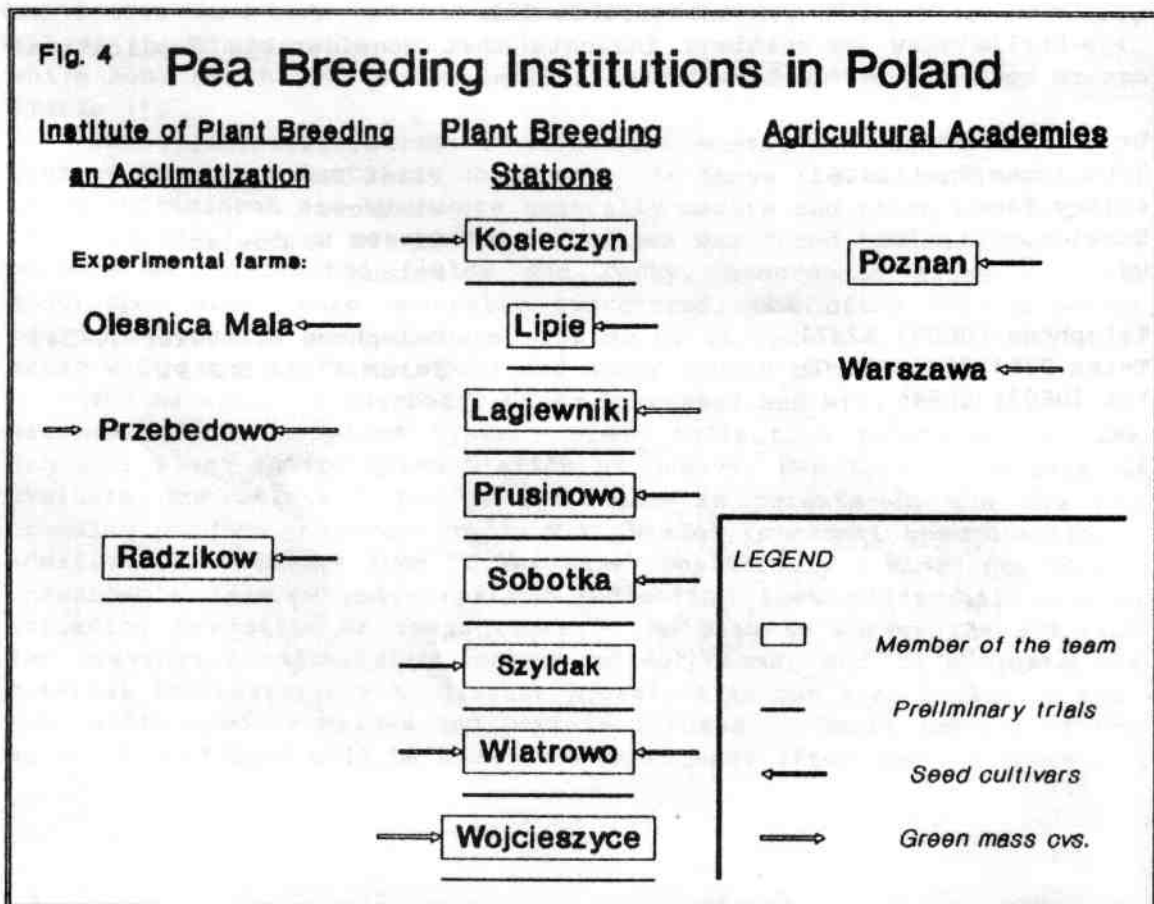 Fig. 4
Pea Breeding Institutions in Poland
Institute of Plant Breeding
an Acclimatization
Experimental farms:
Olesnica Mala
Przebedowo
Radzikow
Plant Breeding
Stations
Kosieczyn
Lipie
Lagiewniki
Prusinowo
Sobotka
Szyldak
Wiatrowo
Wojcieszyce
Agricultural Academies
Poznan
Warszawa
LEGEND
Member of the team
Preliminary trials
Seed cultivars
Green mass cvs.